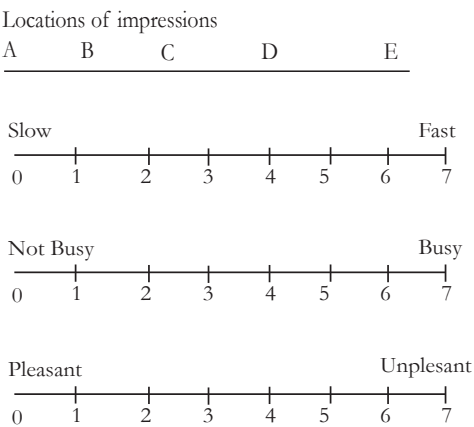 Locations of impressions
A B C D E
Slow Fast
0 1 2 3 4 5 6 7
Not Busy Busy
0 1 2 3 4 5 6 7
Pleasant Unplesant
0 1 2 3 4 5 6 7